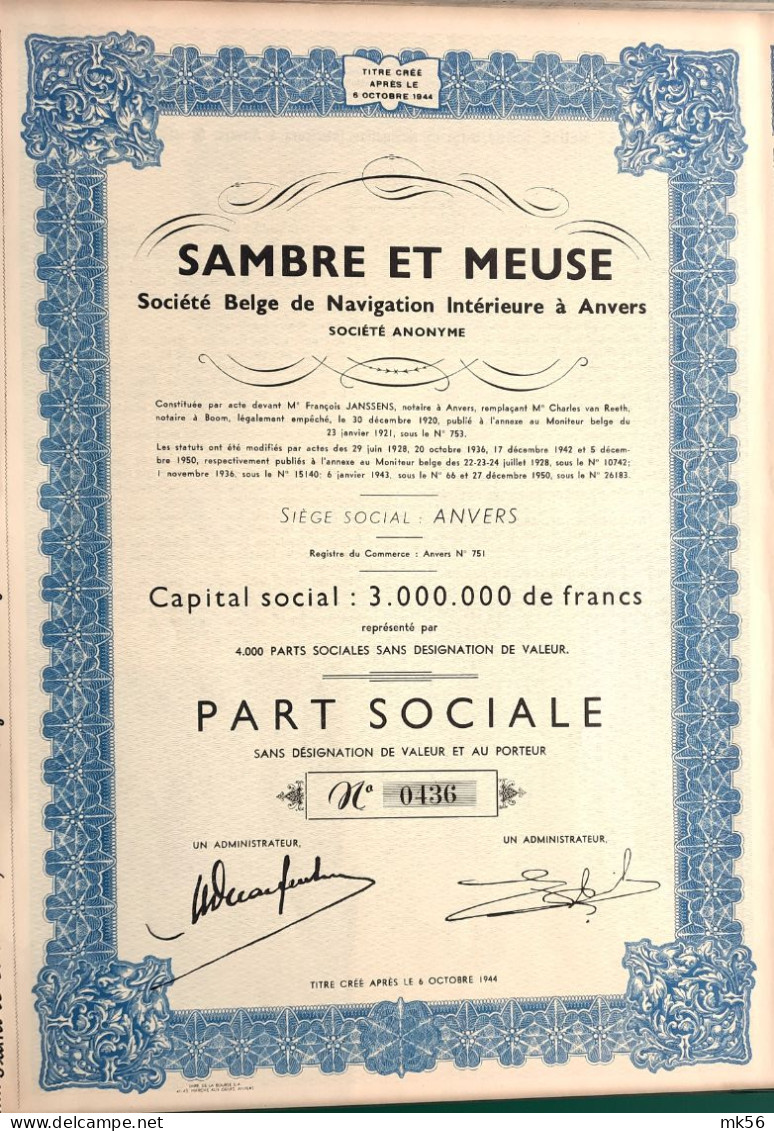 TITRE CRÉÉ
APRÈS LE
6 OCTOBRE 1944
SAMBRE ET MEUSE
Société Belge de Navigation Intérieure à Anvers
SOCIÉTÉ ANONYME
Constituée par acte devant Mᵉ François JANSSENS, notaire à Anvers, remplaçant Mᵉ Charles van Reeth,
notaire à Boom, légalement empêché, le 30 décembre 1920, publié à l'annexe au Moniteur belge du
23 janvier 1921, sous le N° 753.
Les statuts ont été modifiés par actes des 29 juin 1928, 20 octobre 1936, 17 décembre 1942 et 5 décem-
bre 1950, respectivement publiés à l'annexe au Moniteur belge des 22-23-24 juillet 1928, sous le N° 10742;
1 novembre 1936, sous le N° 15140; 6 janvier 1943, sous le N° 66 et 27 décembre 1950, sous le N° 26183.
SIÈGE SOCIAL : ANVERS
Registre du Commerce : Anvers N° 751
Capital social : 3.000.000 de francs
représenté par
4.000 PARTS SOCIALES SANS DESIGNATION DE VALEUR.
PART SOCIALE
SANS DÉSIGNATION DE VALEUR ET AU PORTEUR
Nº 0436
UN ADMINISTRATEUR, UN ADMINISTRATEUR,
TITRE CRÉÉ APRÈS LE 6 OCTOBRE 1944
mk56